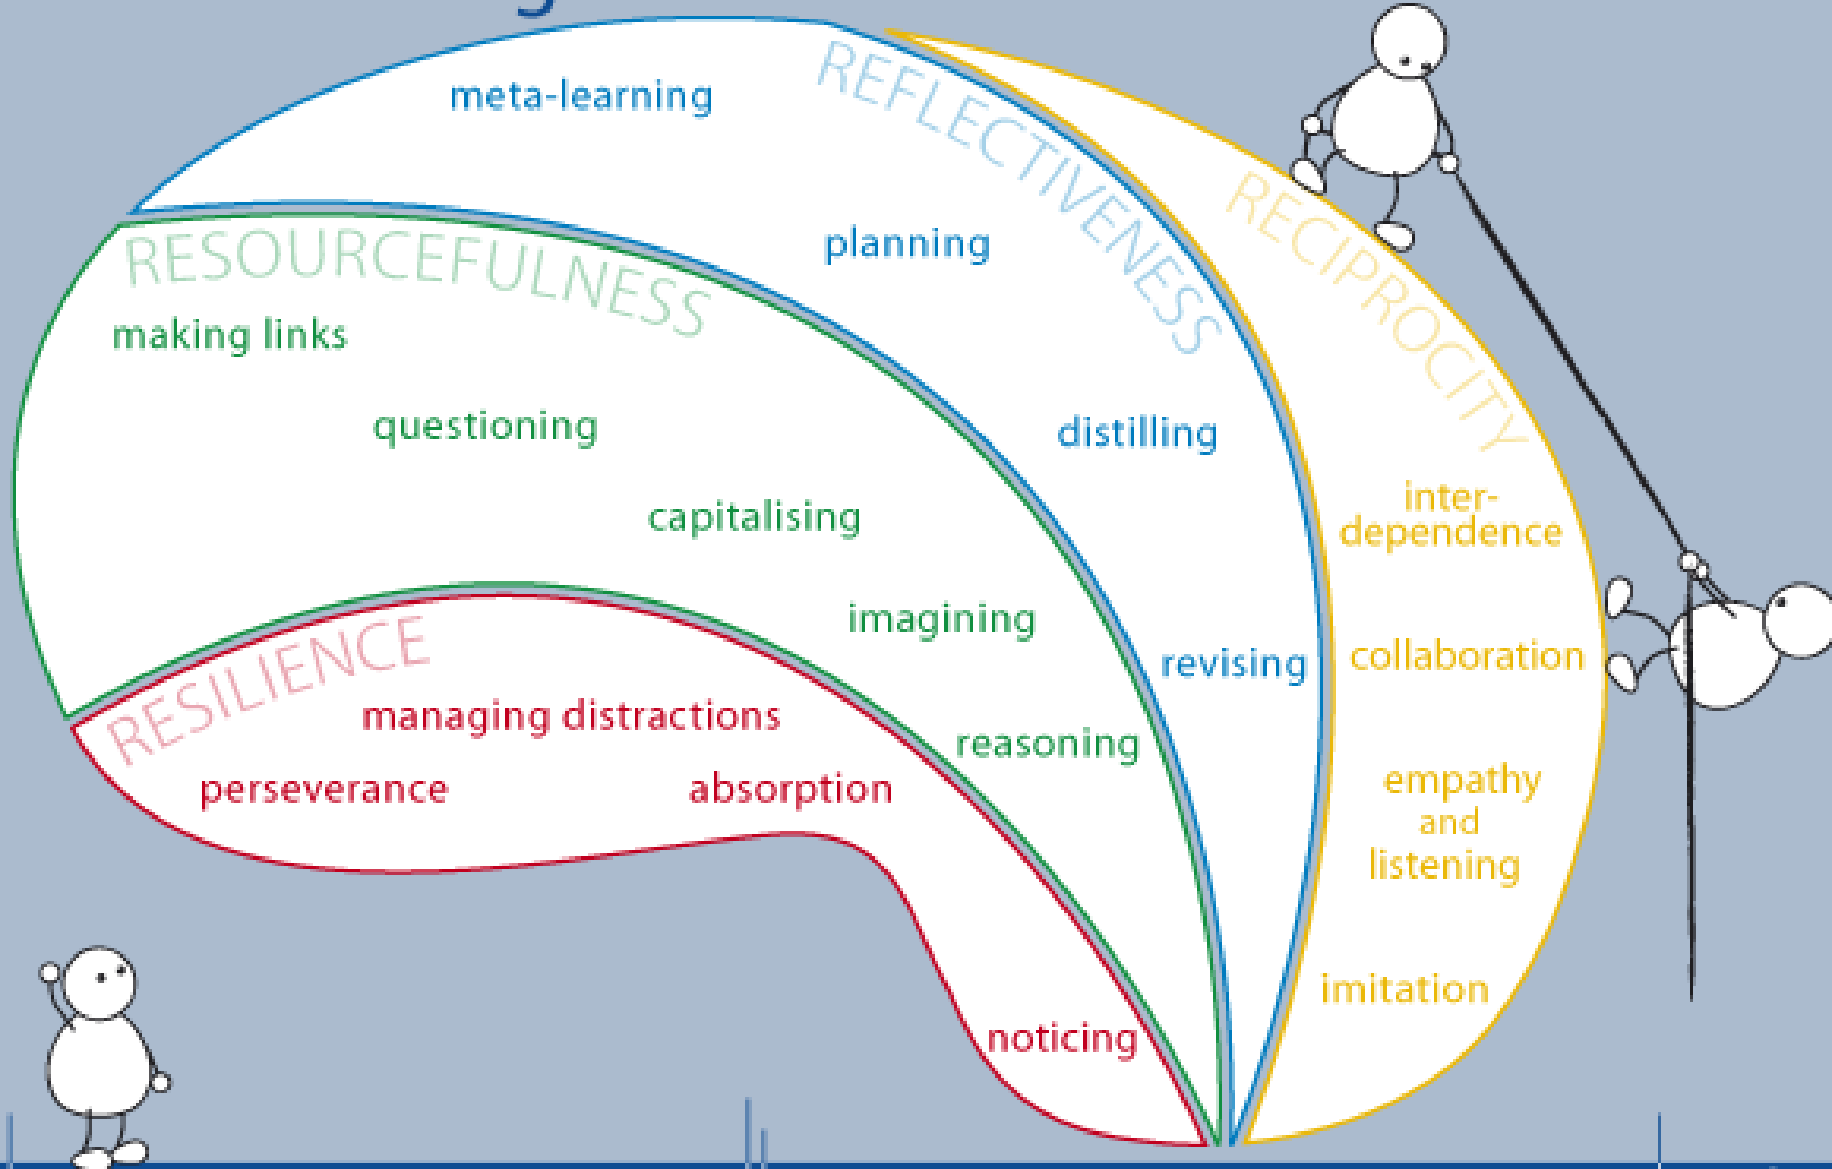 REFLECTIVENESS
meta-learning
planning
distilling
revising
RESOURCEFULNESS
making links
questioning
capitalising
imagining
reasoning
RESILIENCE
managing distractions
perseverance
absorption
noticing
RECIPROCITY
inter-
dependence
collaboration
empathy
and
listening
imitation